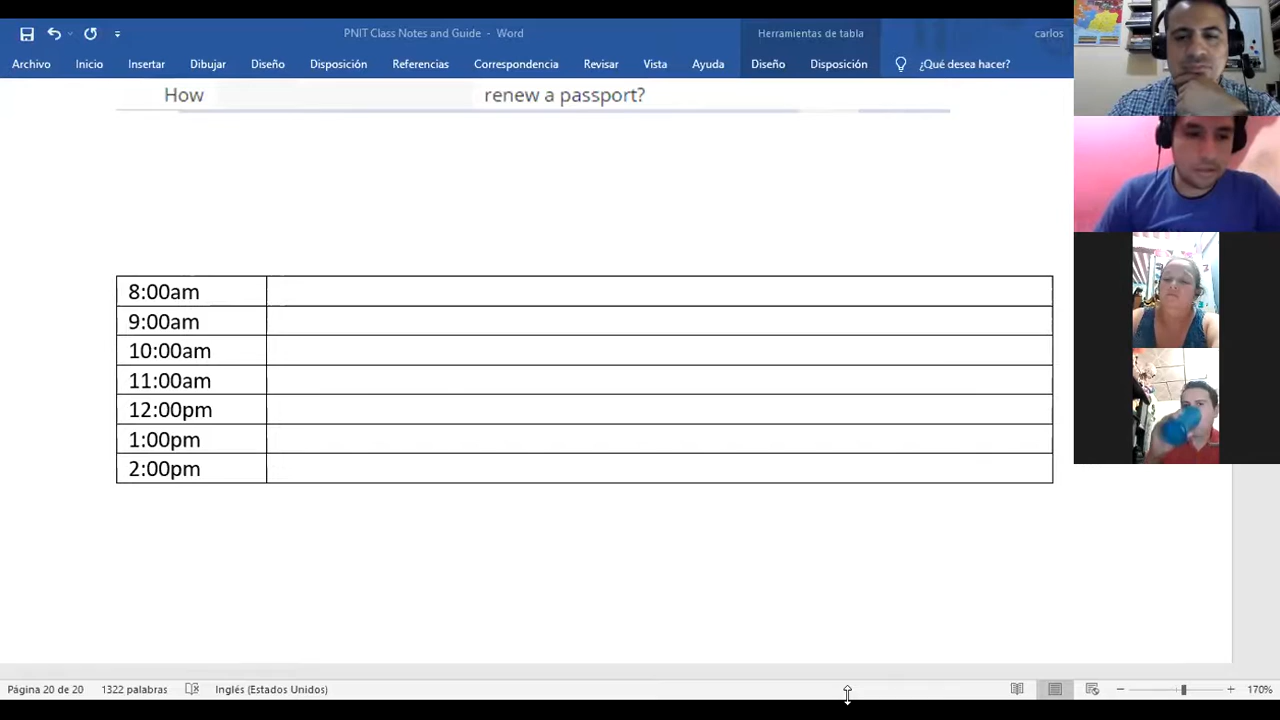 PNIT Class Notes and Guide - Word
Herramientas de tabla
carlos
Archivo Inicio Insertar Dibujar Diseño Disposición Referencias Correspondencia Revisar Vista Ayuda Diseño Disposición ¿Qué desea hacer?
How renew a passport?
8:00am
9:00am
10:00am
11:00am
12:00pm
1:00pm
2:00pm
Página 20 de 20 1322 palabras Inglés (Estados Unidos) 170%